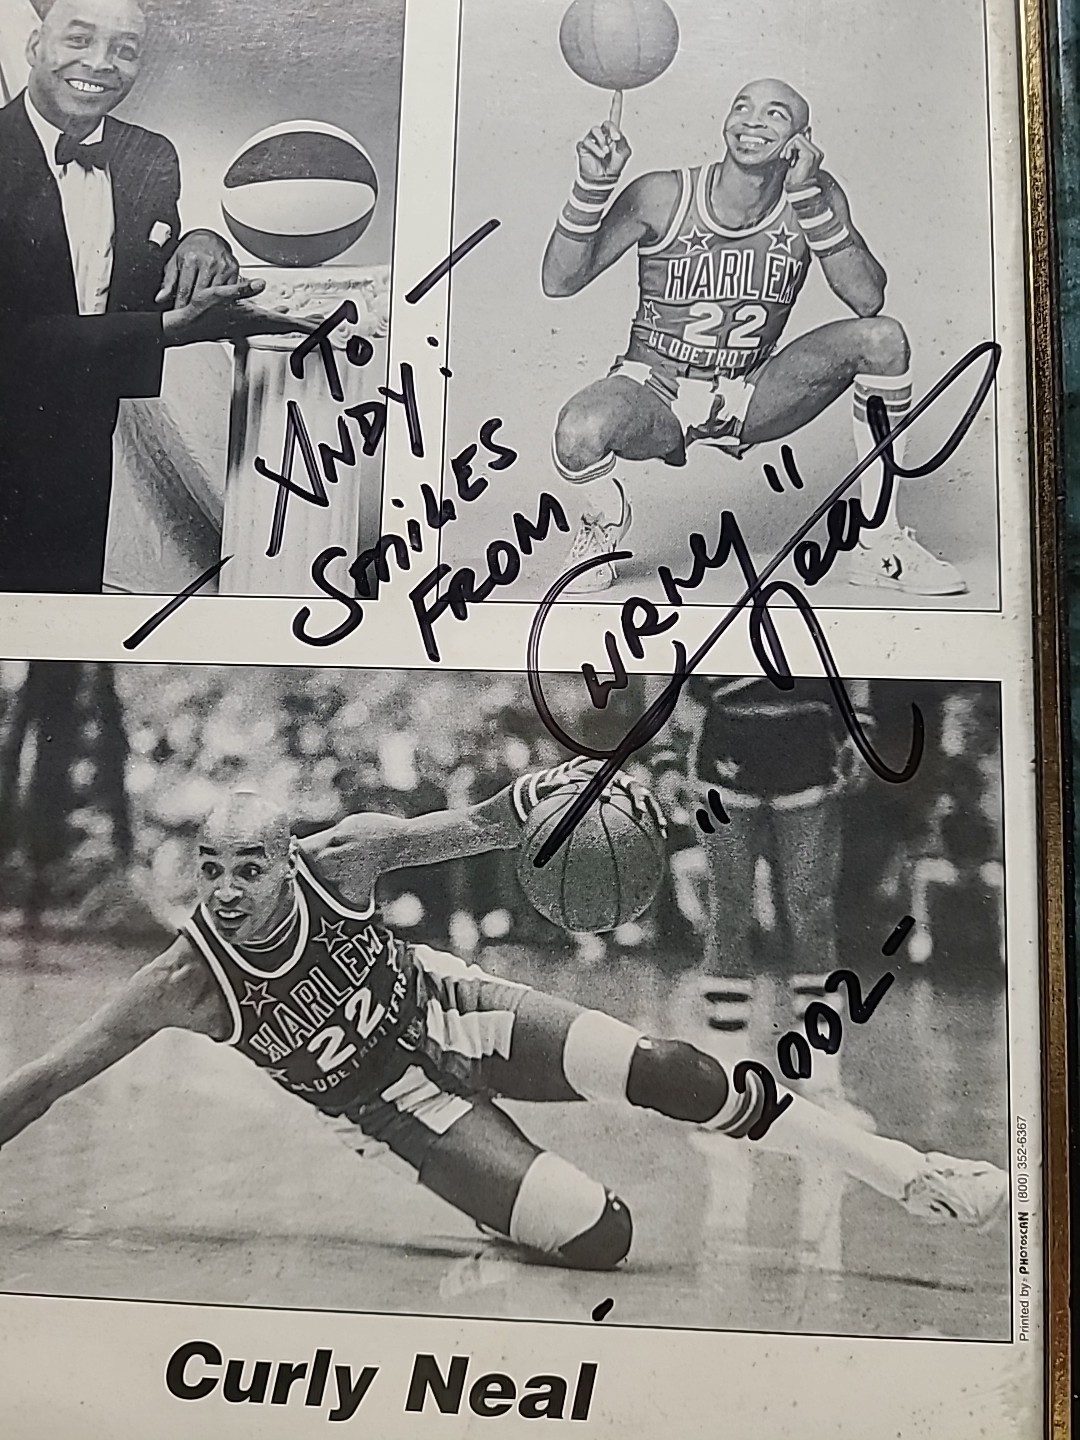 HARLEM
22
GLOBETROTT
TO
ANDY:
SMILES
FROM
"CURLY" Neal
HARLEM
22
2002-
Printed by: PHOTOSCAN (800) 352-6367
Curly Neal